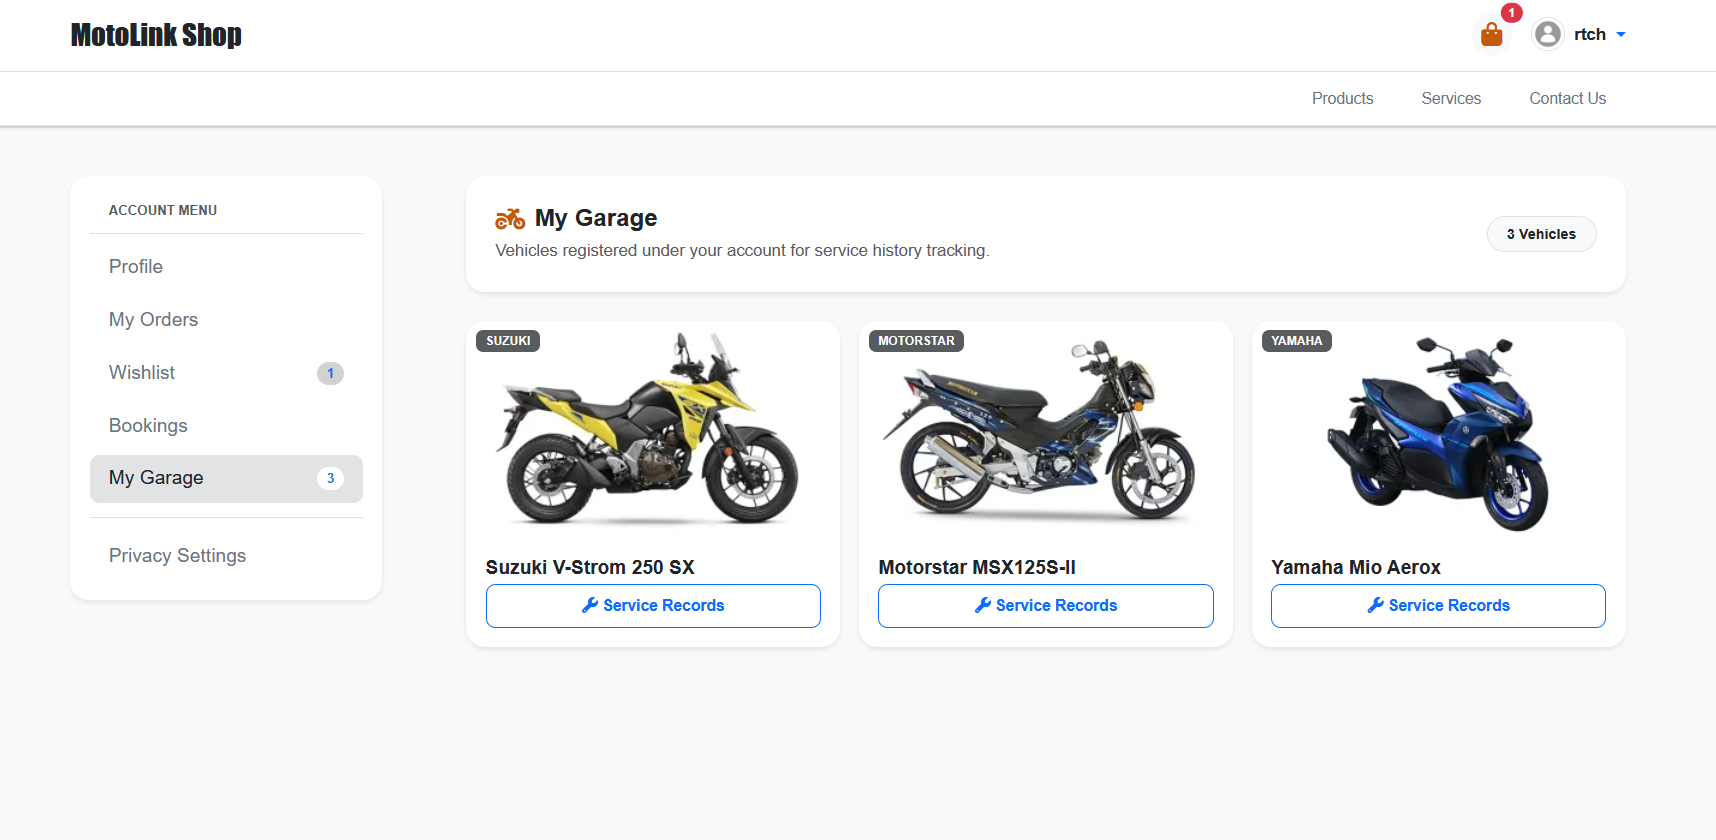 MotoLink Shop
1
rtch
Products
Services
Contact Us
ACCOUNT MENU
Profile
My Orders
Wishlist 1
Bookings
My Garage 3
Privacy Settings
My Garage
Vehicles registered under your account for service history tracking.
3 Vehicles
SUZUKI
Suzuki V-Strom 250 SX
Service Records
MOTORSTAR
MOTORSTAR
Motorstar MSX125S-II
Service Records
YAMAHA
Yamaha Mio Aerox
Service Records